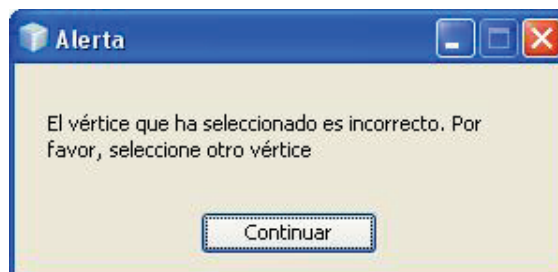 Alerta
El vértice que ha seleccionado es incorrecto. Por
favor, seleccione otro vértice
Continuar